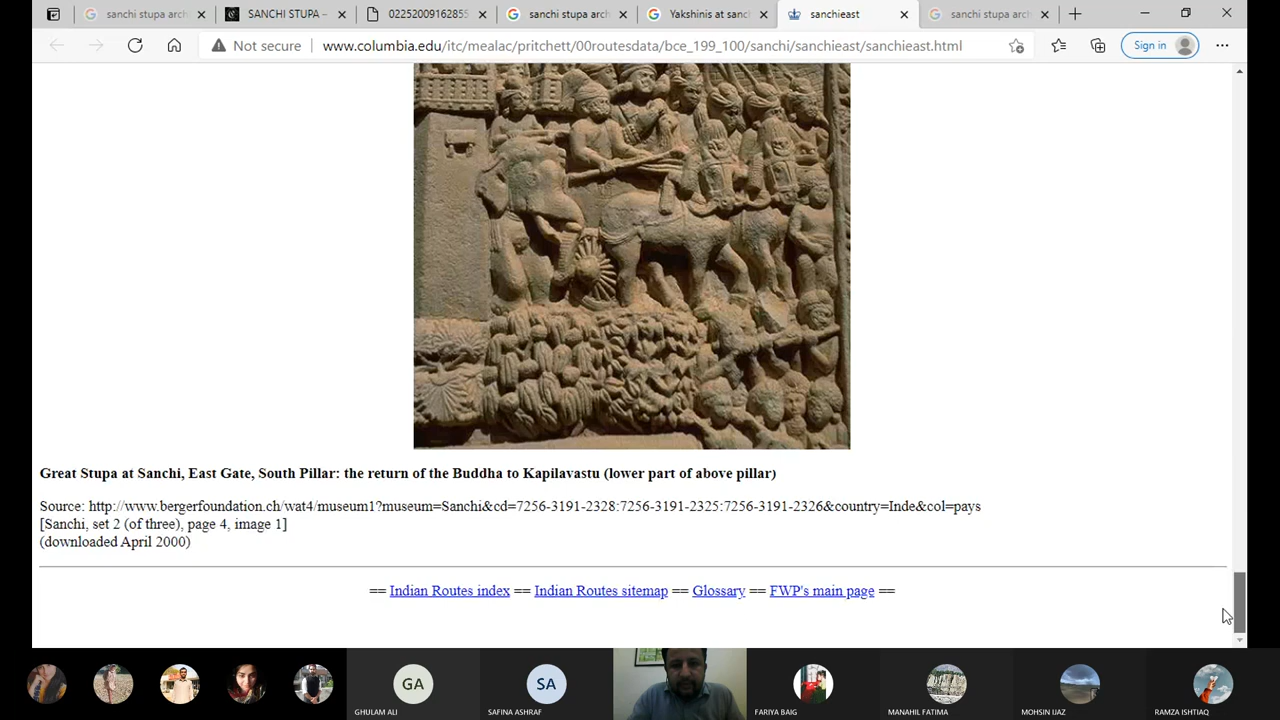 sanchi stupa arch
SANCHI STUPA –
02252009162855
sanchi stupa arch
Yakshinis at sanc
sanchieast
sanchi stupa arch
Not secure
www.columbia.edu/itc/mealac/pritchett/00routesdata/bce_199_100/sanchi/sanchieast/sanchieast.html
Sign in
Great Stupa at Sanchi, East Gate, South Pillar: the return of the Buddha to Kapilavastu (lower part of above pillar)
Source: http://www.bergerfoundation.ch/wat4/museum1?museum=Sanchi&cd=7256-3191-2328:7256-3191-2325:7256-3191-2326&country=Inde&col=pays
[Sanchi, set 2 (of three), page 4, image 1]
(downloaded April 2000)
== Indian Routes index == Indian Routes sitemap == Glossary == FWP's main page ==
GA
SA
GHULAM ALI
SAFINA ASHRAF
FARIYA BAIG
MANAHIL FATIMA
MOHSIN IJAZ
RAMZA ISHTIAQ